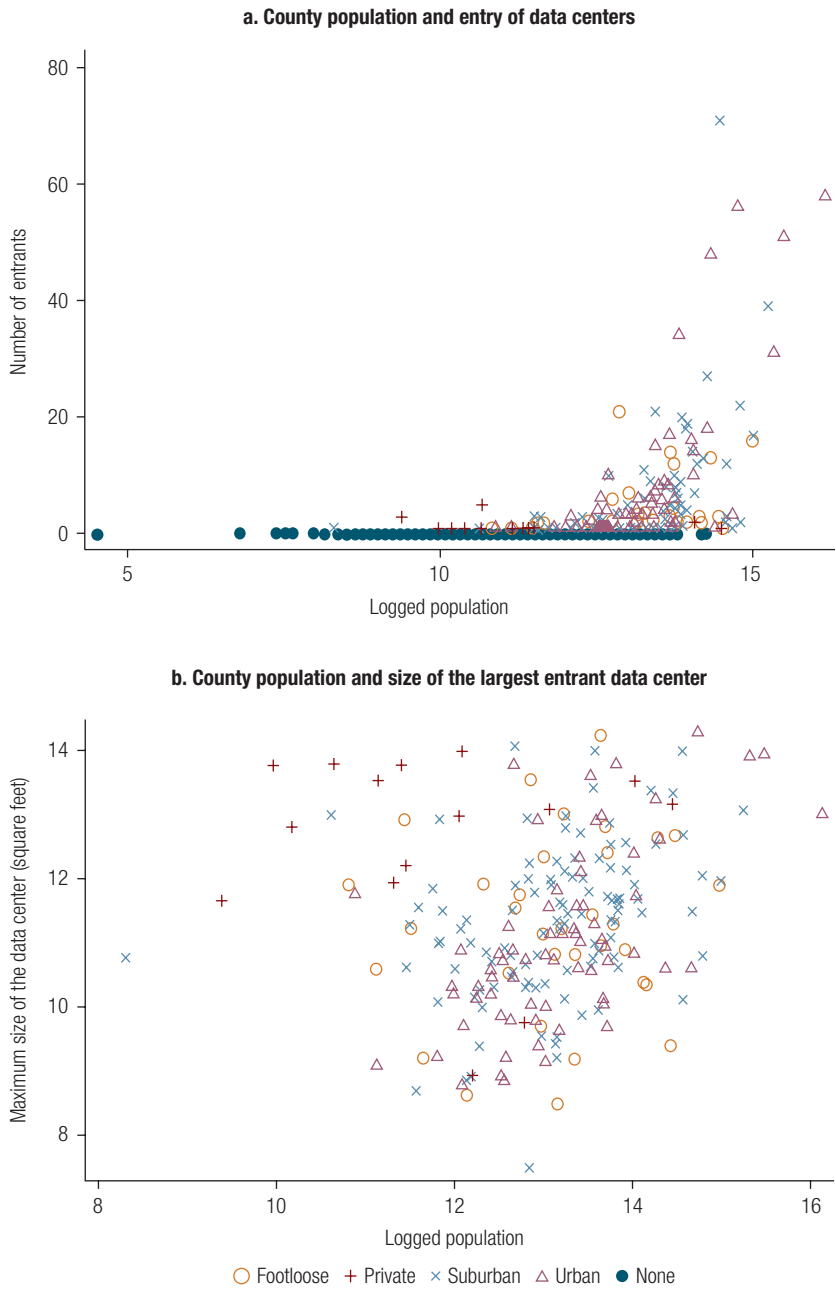 a. County population and entry of data centers
80
60
40
20
0
Number of entrants
5 10 15
Logged population
b. County population and size of the largest entrant data center
14
12
10
8
Maximum size of the data center (square feet)
8 10 12 14 16
Logged population
Footloose Private Suburban Urban None